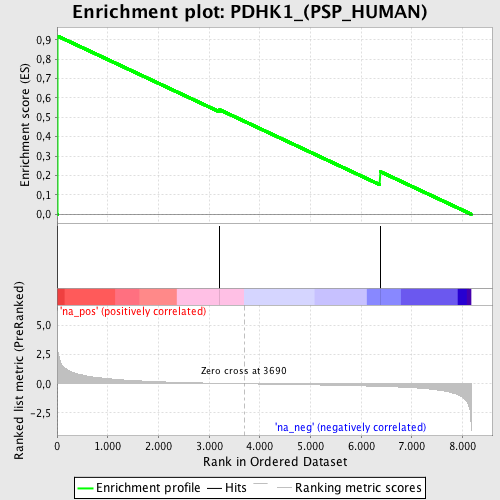 Enrichment plot: PDHK1_(PSP_HUMAN)
Enrichment score (ES)
0,9
0,8
0,7
0,6
0,5
0,4
0,3
0,2
0,1
0,0
'na_pos' (positively correlated)
Ranked list metric (PreRanked)
5,0
2,5
0,0
-2,5
Zero cross at 3690
'na_neg' (negatively correlated)
0 1.000 2.000 3.000 4.000 5.000 6.000 7.000 8.000
Rank in Ordered Dataset
Enrichment profile Hits Ranking metric scores